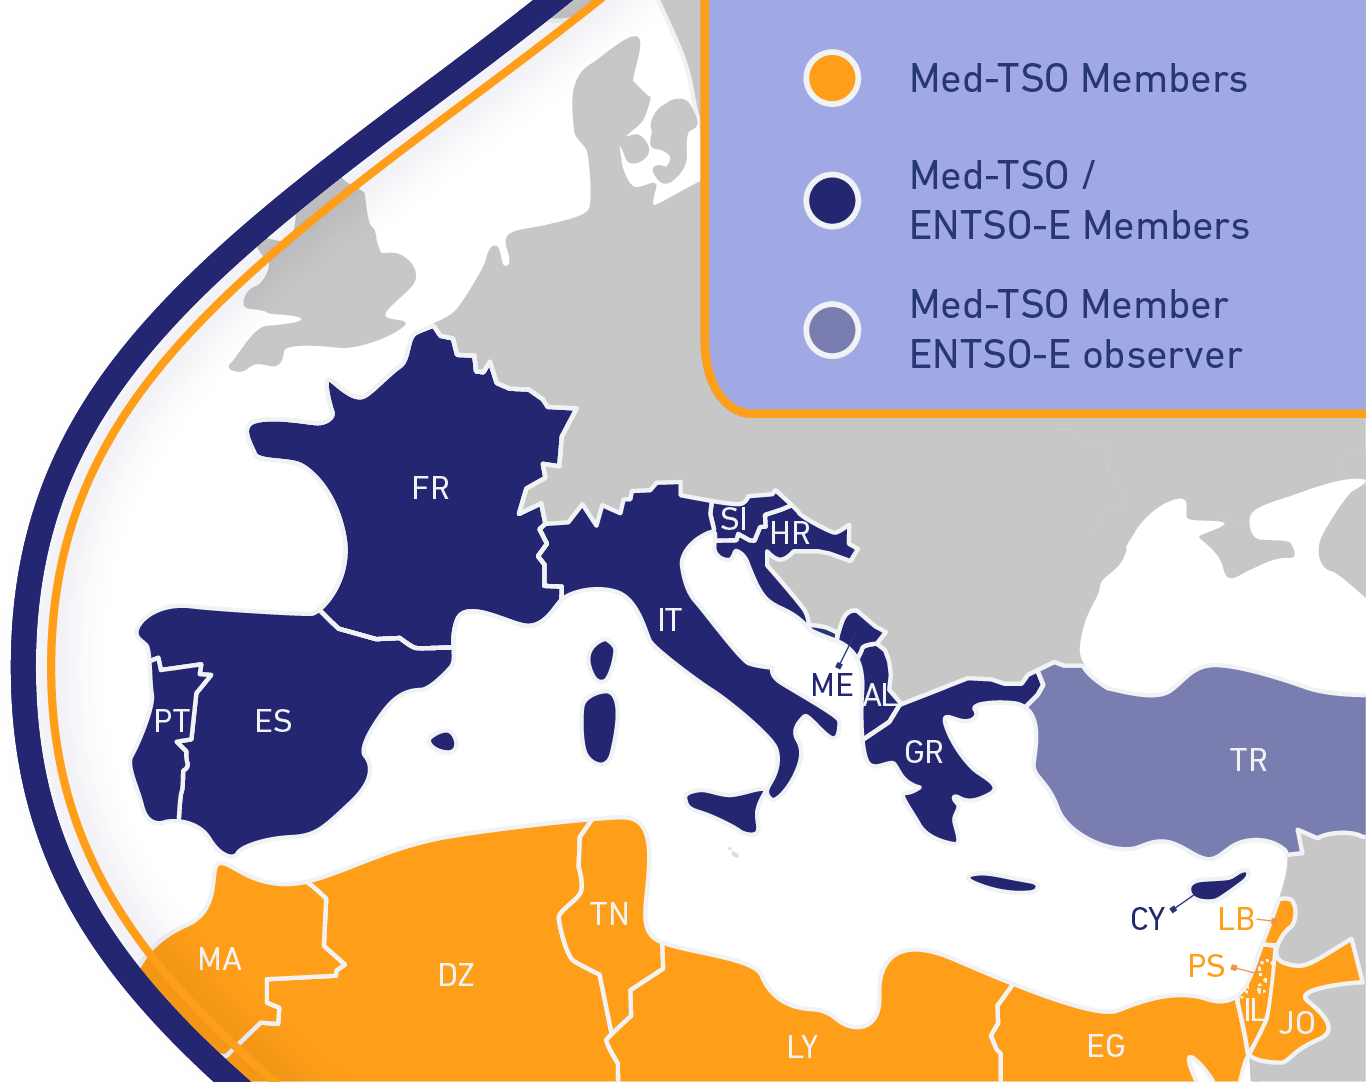 Med-TSO Members
Med-TSO /
ENTSO-E Members
Med-TSO Member
ENTSO-E observer
FR
SI
HR
IT
ME
AL
PT
ES
GR
TR
CY
LB
PS
IL
JO
MA
DZ
TN
LY
EG